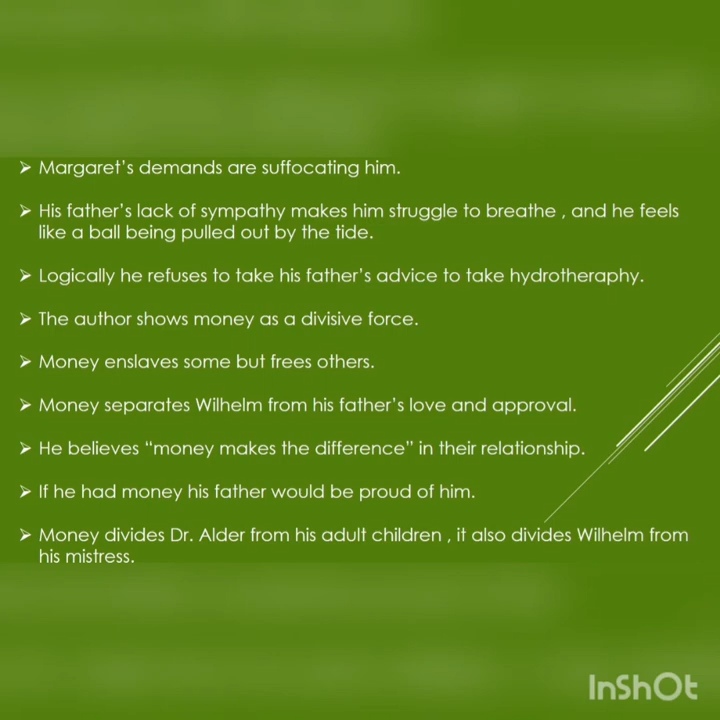 ➢ Margaret's demands are suffocating him.
➢ His father's lack of sympathy makes him struggle to breathe , and he feels
like a ball being pulled out by the tide.
➢ Logically he refuses to take his father's advice to take hydrotheraphy.
➢ The author shows money as a divisive force.
➢ Money enslaves some but frees others.
➢ Money separates Wilhelm from his father's love and approval.
➢ He believes “money makes the difference” in their relationship.
➢ If he had money his father would be proud of him.
➢ Money divides Dr. Alder from his adult children , it also divides Wilhelm from
his mistress.
InShOt